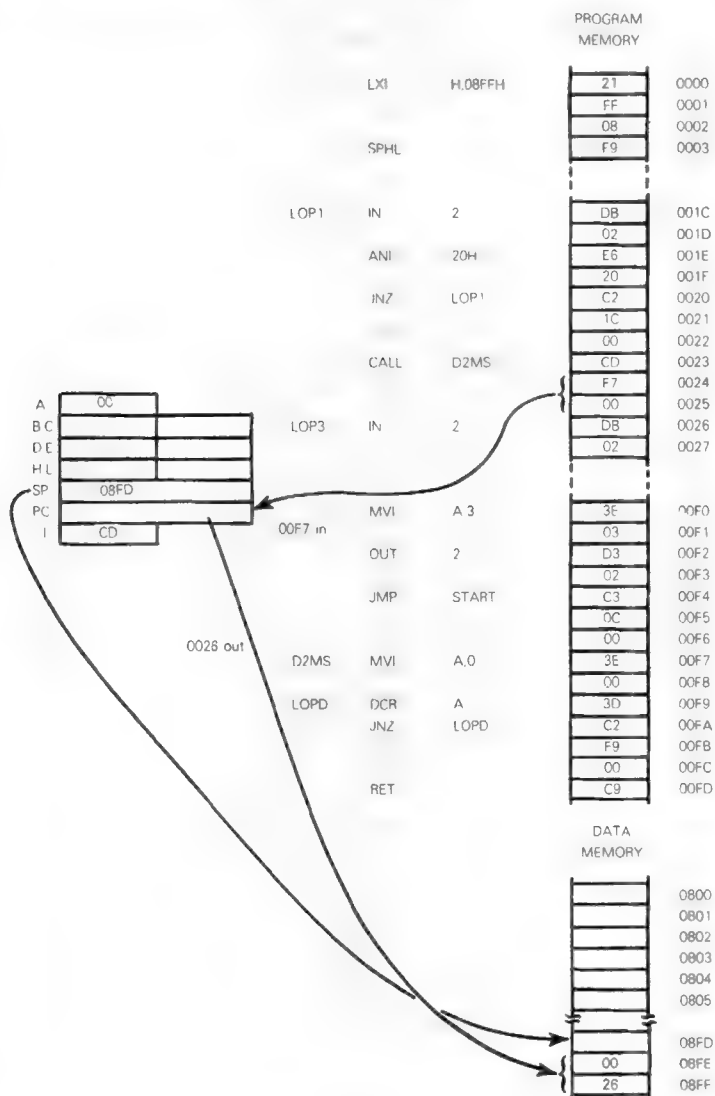 PROGRAM
MEMORY
LXI H,08FFH 21 0000
FF 0001
08 0002
SPHL F9 0003
LOP1 IN 2 DB 001C
02 001D
ANI 20H E6 001E
20 001F
JNZ LOP1 C2 0020
1C 0021
00 0022
CALL D2MS CD 0023
F7 0024
00 0025
LOP3 IN 2 DB 0026
02 0027
A 00
B C
D E
H L
SP 08FD
PC
I CD
00F7 in
0026 out
MVI A 3 3E 00F0
03 00F1
OUT 2 D3 00F2
02 00F3
JMP START C3 00F4
0C 00F5
00 00F6
D2MS MVI A,0 3E 00F7
00 00F8
LOPD DCR A 3D 00F9
JNZ LOPD C2 00FA
F9 00FB
00 00FC
RET C9 00FD
DATA
MEMORY
0800
0801
0802
0803
0804
0805
08FD
00 08FE
26 08FF